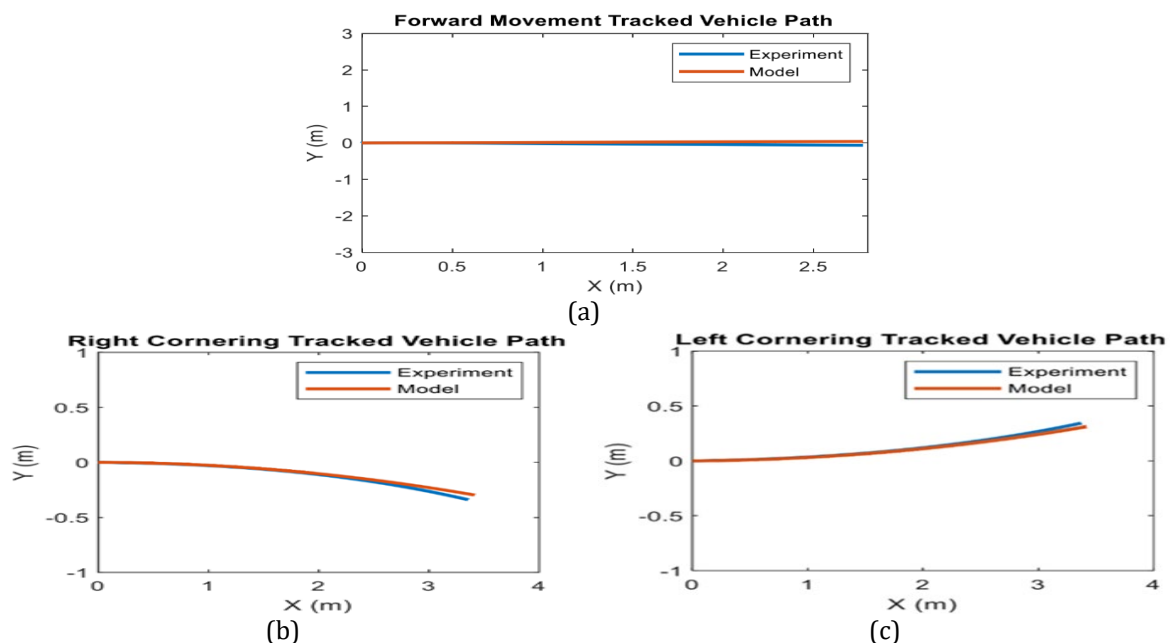 Forward Movement Tracked Vehicle Path
3
2
1
0
-1
-2
-3
Y (m)
Experiment
Model
0 0.5 1 1.5 2 2.5
X (m)
(a)
Right Cornering Tracked Vehicle Path
1
0.5
0
-0.5
-1
Y (m)
Experiment
Model
0 1 2 3 4
X (m)
(b)
Left Cornering Tracked Vehicle Path
1
0.5
0
-0.5
-1
Y (m)
Experiment
Model
0 1 2 3 4
X (m)
(c)